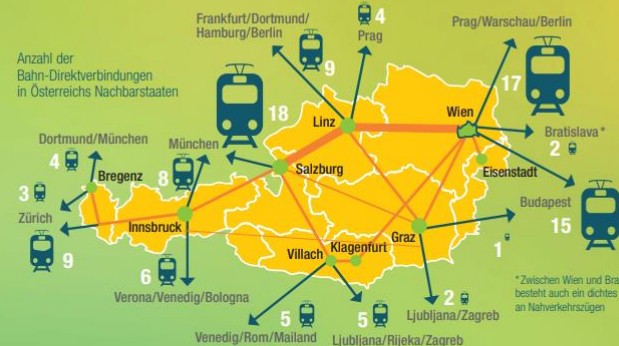 Anzahl der
Bahn-Direktverbindungen
in Österreichs Nachbarstaaten
Frankfurt/Dortmund/
Hamburg/Berlin
9
4
Prag
Prag/Warschau/Berlin
17
18
Linz
Wien
Bratislava*
2
Eisenstadt
Dortmund/München
4
Bregenz
München
8
Salzburg
3
Zürich
9
Innsbruck
Budapest
15
1
Villach
Klagenfurt
Graz
6
Verona/Venedig/Bologna
5
Venedig/Rom/Mailand
5
Ljubljana/Rijeka/Zagreb
2
Ljubljana/Zagreb
*Zwischen Wien und Bra
besteht auch ein dichtes
an Nahverkehrszügen